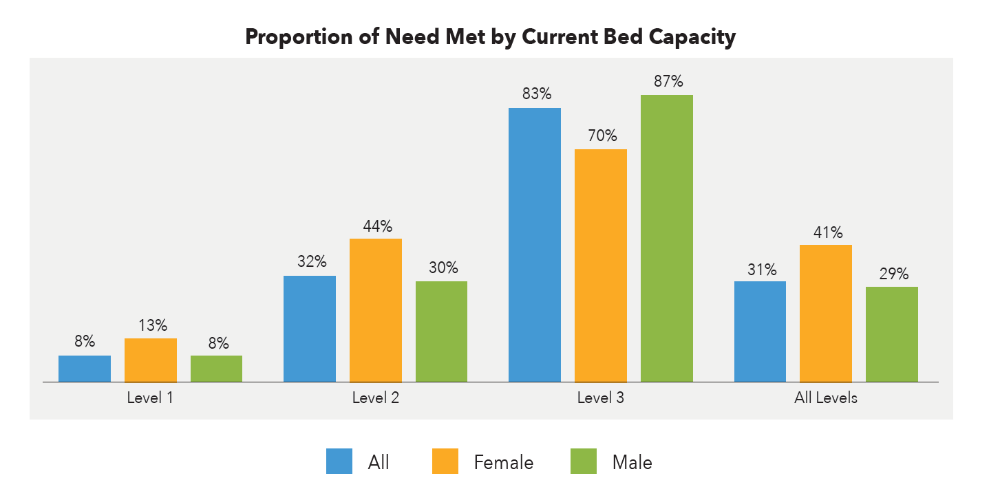 Proportion of Need Met by Current Bed Capacity
8%
13%
8%
32%
44%
30%
83%
70%
87%
31%
41%
29%
Level 1
Level 2
Level 3
All Levels
All
Female
Male